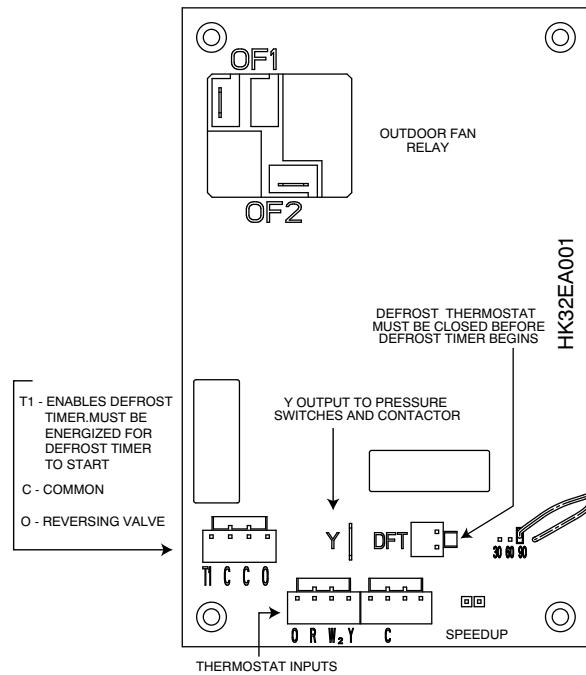 OF1
OUTDOOR FAN
RELAY
OF2
HK32EA001
DEFROST THERMOSTAT
MUST BE CLOSED BEFORE
DEFROST TIMER BEGINS
T1 - ENABLES DEFROST
TIMER.MUST BE
ENERGIZED FOR
DEFROST TIMER
TO START
C - COMMON
O - REVERSING VALVE
Y OUTPUT TO PRESSURE
SWITCHES AND CONTACTOR
Y
DFT
30 60 90
T1 C C O
O R W₂ Y C
SPEEDUP
THERMOSTAT INPUTS